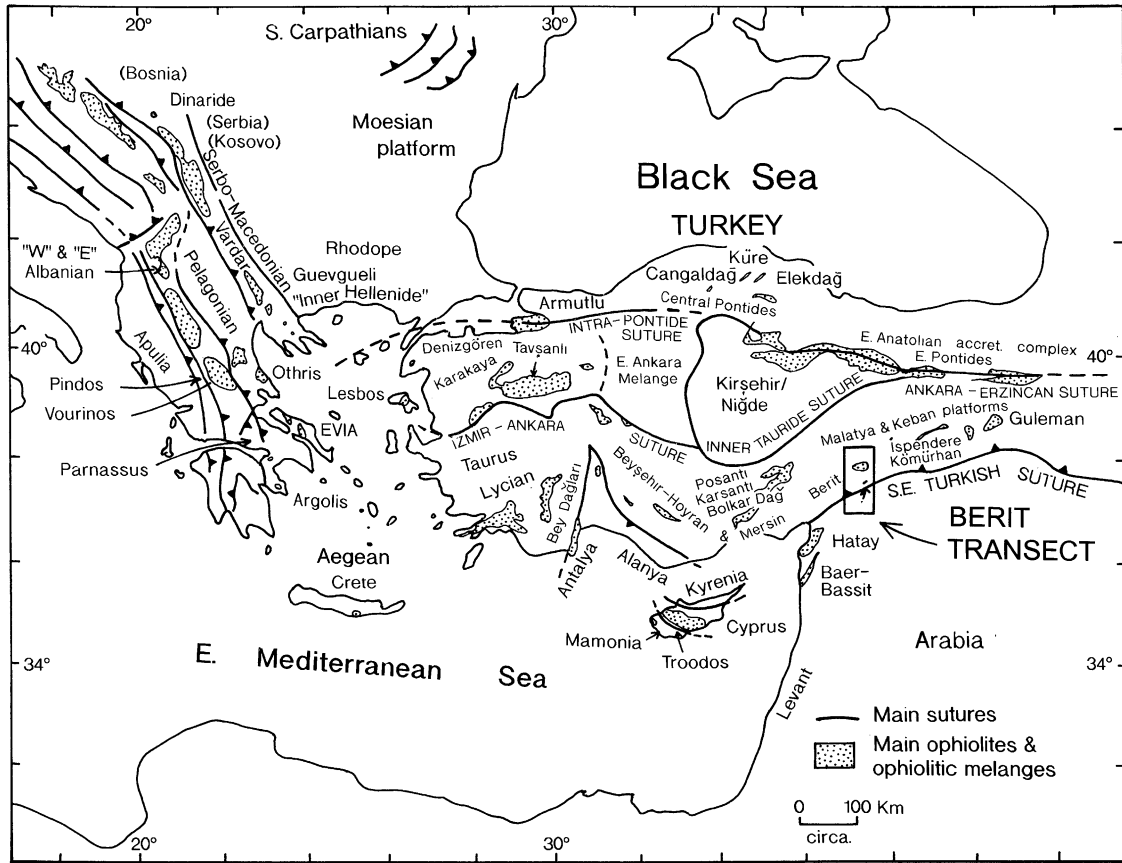 20°
30°
S. Carpathians
(Bosnia)
Dinaride
(Serbia)
(Kosovo)
Moesian
platform
Serbo-Macedonian
Black Sea
TURKEY
Vardar
Rhodope
"W" & "E"
Albanian
Pelagonian
Guevgueli
"Inner Hellenide"
Küre
Cangaldağ
Elekdağ
Armutlu
Central Pontides
INTRA-PONTIDE
SUTURE
40°
Apulia
Denizgören
Tavsanlı
Karakaya
E. Ankara
Melange
E. Anatolian accret. complex
E. Pontides
40°
Othris
Pindos
Lesbos
Kirşehir/
Niğde
ANKARA-ERZINCAN SUTURE
Vourinos
EVIA
İZMIR-ANKARA
SUTURE
INNER TAURIDE SUTURE
Malatya & Keban platforms
Guleman
İspendere
Kömürhan
Parnassus
Taurus
Lycian
Argolis
Bey Dağları
Beyşehir-Hoyran
Posantı
Karsantı
Bolkar Dağ
& Mersin
Berit
S.E. TURKISH SUTURE
BERIT
TRANSECT
Aegean
Crete
Antalya
Alanya
Kyrenia
Hatay
Baer-
Bassit
Mamonia
Cyprus
Troodos
Arabia
34°
E. Mediterranean Sea
34°
Levant
Main sutures
Main ophiolites &
ophiolitic melanges
0 100 Km
circa.
20°
30°